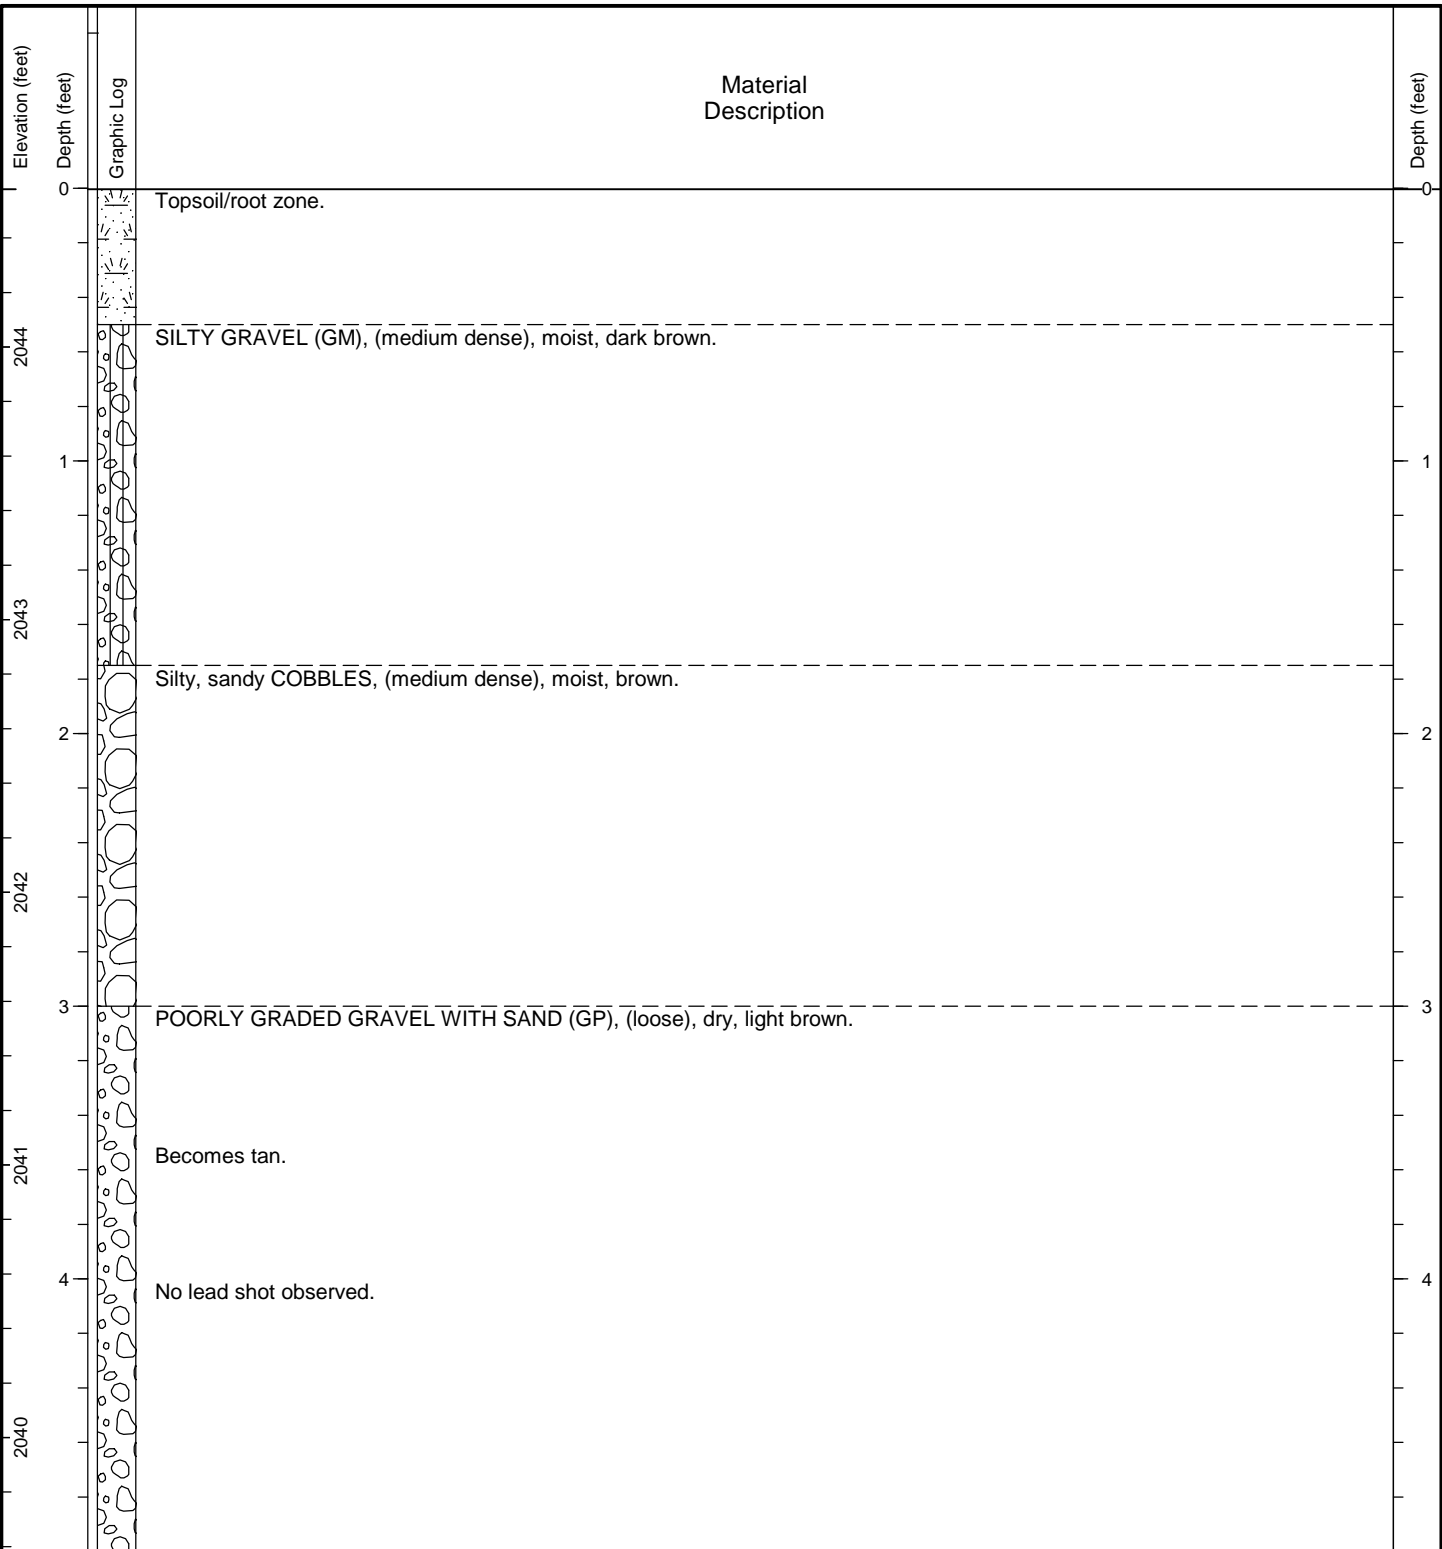 Elevation (feet)
Depth (feet)
Graphic Log
Material
Description
Depth (feet)
0
Topsoil/root zone.
0
2044
SILTY GRAVEL (GM), (medium dense), moist, dark brown.
1
1
2043
Silty, sandy COBBLES, (medium dense), moist, brown.
2
2
2042
3
POORLY GRADED GRAVEL WITH SAND (GP), (loose), dry, light brown.
3
2041
Becomes tan.
4
No lead shot observed.
4
2040